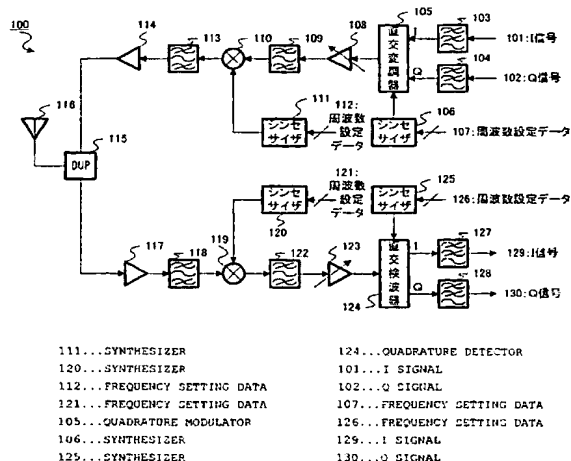 100
114
113
110
109
108
105
103
直交変調器
I
101:I信号
104
Q
102:Q信号
111
112:
周波数
設定
データ
シンセ
サイザ
106
シンセ
サイザ
107:周波数設定データ
116
115
DUP
121:
周波数
設定
データ
シンセ
サイザ
120
125
シンセ
サイザ
126:周波数設定データ
117
118
119
122
123
直交検波器
124
I
127
129:I信号
Q
128
130:Q信号
111...SYNTHESIZER
120...SYNTHESIZER
112...FREQUENCY SETTING DATA
121...FREQUENCY SETTING DATA
105...QUADRATURE MODULATOR
106...SYNTHESIZER
125...SYNTHESIZER
124...QUADRATURE DETECTOR
101...I SIGNAL
102...Q SIGNAL
107...FREQUENCY SETTING DATA
126...FREQUENCY SETTING DATA
129...I SIGNAL
130...Q SIGNAL